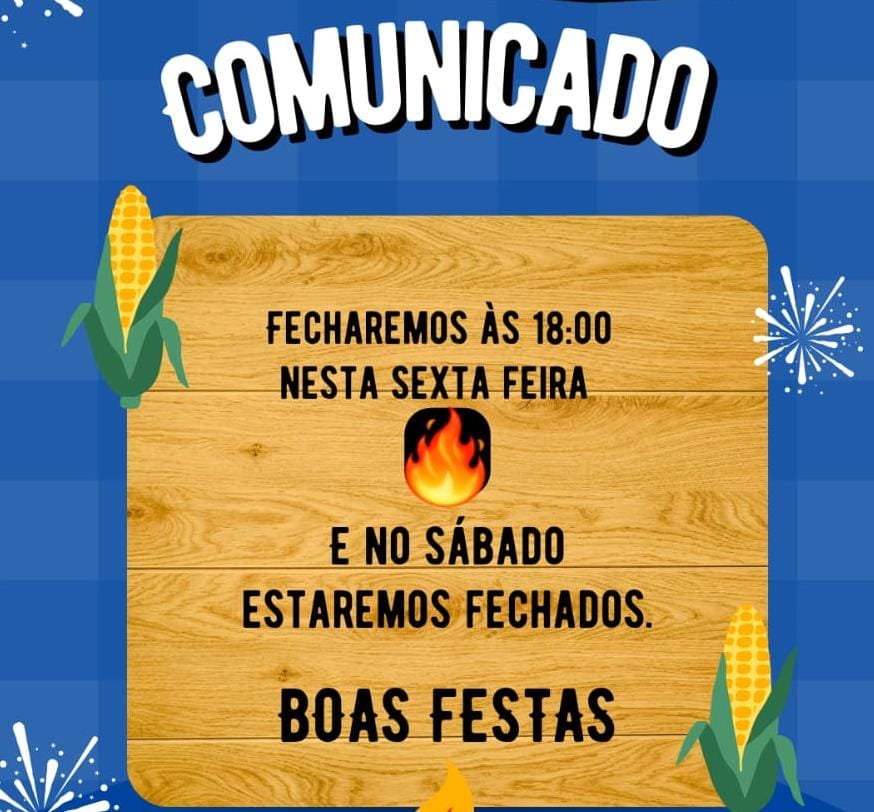 COMUNICADO
FECHAREMOS ÀS 18:00
NESTA SEXTA FEIRA
E NO SÁBADO
ESTAREMOS FECHADOS.
BOAS FESTAS